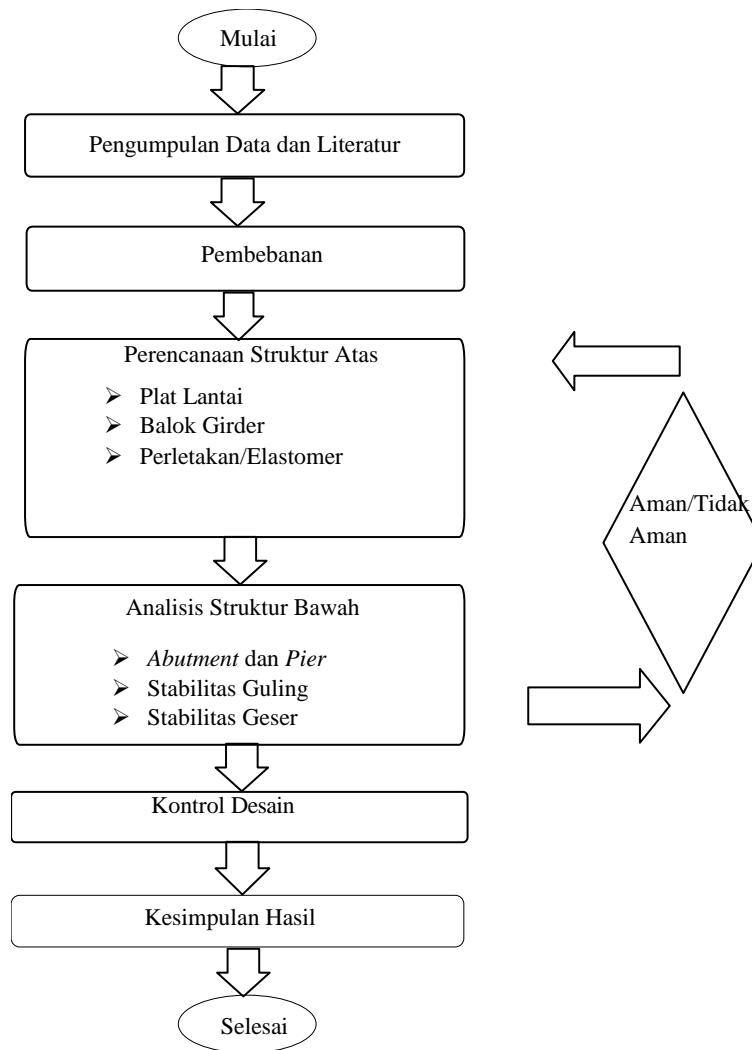 Mulai
Pengumpulan Data dan Literatur
Pembebanan
Perencanaan Struktur Atas
➢ Plat Lantai
➢ Balok Girder
➢ Perletakan/Elastomer
Aman/Tidak
Aman
Analisis Struktur Bawah
➢ Abutment dan Pier
➢ Stabilitas Guling
➢ Stabilitas Geser
Kontrol Desain
Kesimpulan Hasil
Selesai